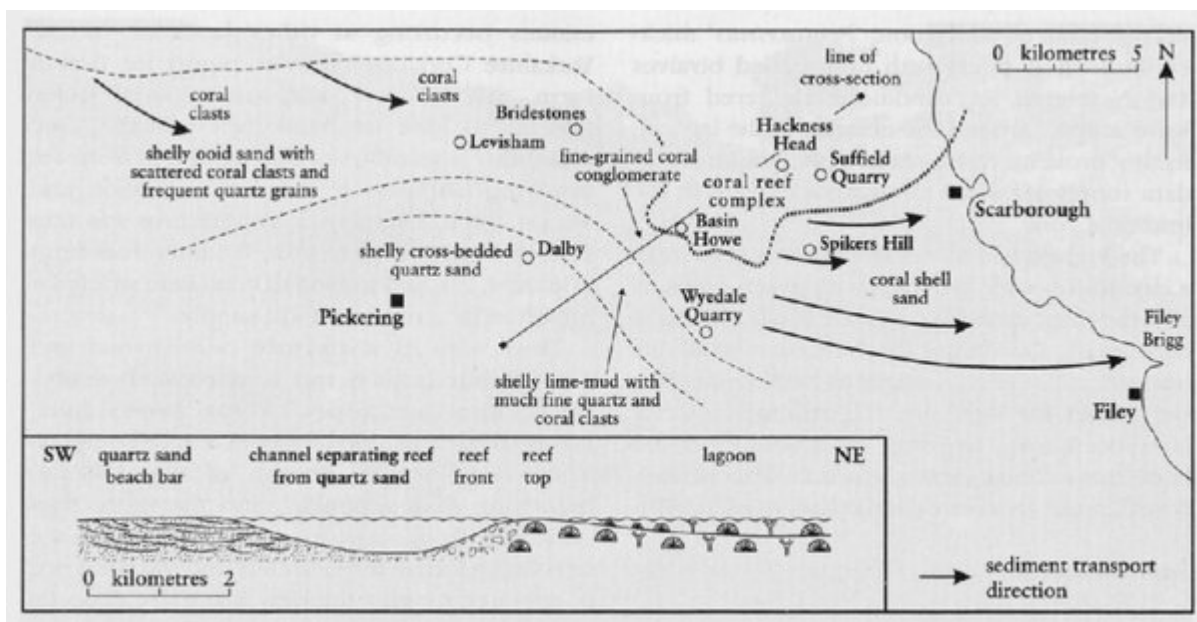 0 kilometres 5
N
line of
cross-section
coral
clasts
coral
clasts
Bridestones
Levisham
Hackness
Head
Suffield
Quarry
shelly ooid sand with
scattered coral clasts and
frequent quartz grains
fine-grained coral
conglomerate
coral reef
complex
Scarborough
Basin
Howe
shelly cross-bedded
quartz sand
Dalby
Spikers Hill
coral shell
sand
Pickering
Wyedale
Quarry
Filey
Brigg
shelly lime-mud with
much fine quartz and
coral clasts
Filey
SW
quartz sand
beach bar
channel separating reef
from quartz sand
reef
front
reef
top
lagoon
NE
0 kilometres 2
sediment transport
direction